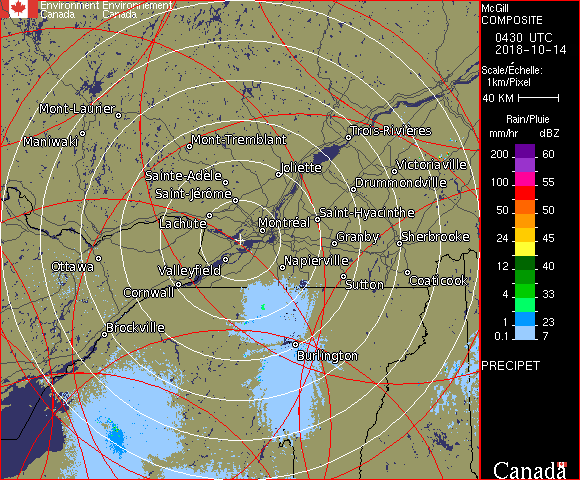 Environment Environnement
Canada Canada
McGill
COMPOSITE
0430 UTC
2018-10-14
Scale/Échelle:
1km/Pixel
40 KM
Rain/Pluie
mm/hr dBZ
200 60
100 55
50 50
24 45
12 40
4 33
1 23
0.1 7
PRECIPET
Canada
Mont-Laurier
Maniwaki
Mont-Tremblant
Trois-Rivières
Joliette
Victoriaville
Sainte-Adèle
Drummondville
Saint-Jérôme
Lachute
Saint-Hyacinthe
Montréal
Granby
Sherbrooke
Ottawa
Valleyfield
Napierville
Cornwall
Sutton
Coaticook
Brockville
Burlington